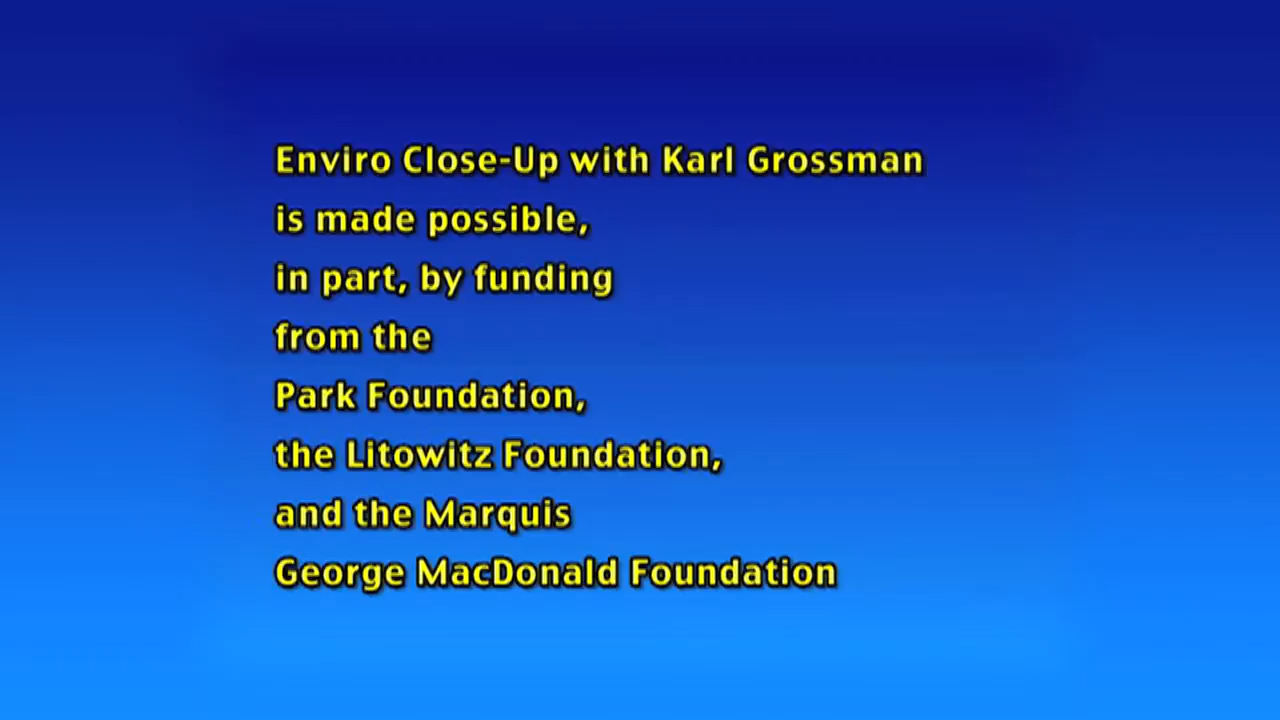 Enviro Close-Up with Karl Grossman
is made possible,
in part, by funding
from the
Park Foundation,
the Litowitz Foundation,
and the Marquis
George MacDonald Foundation